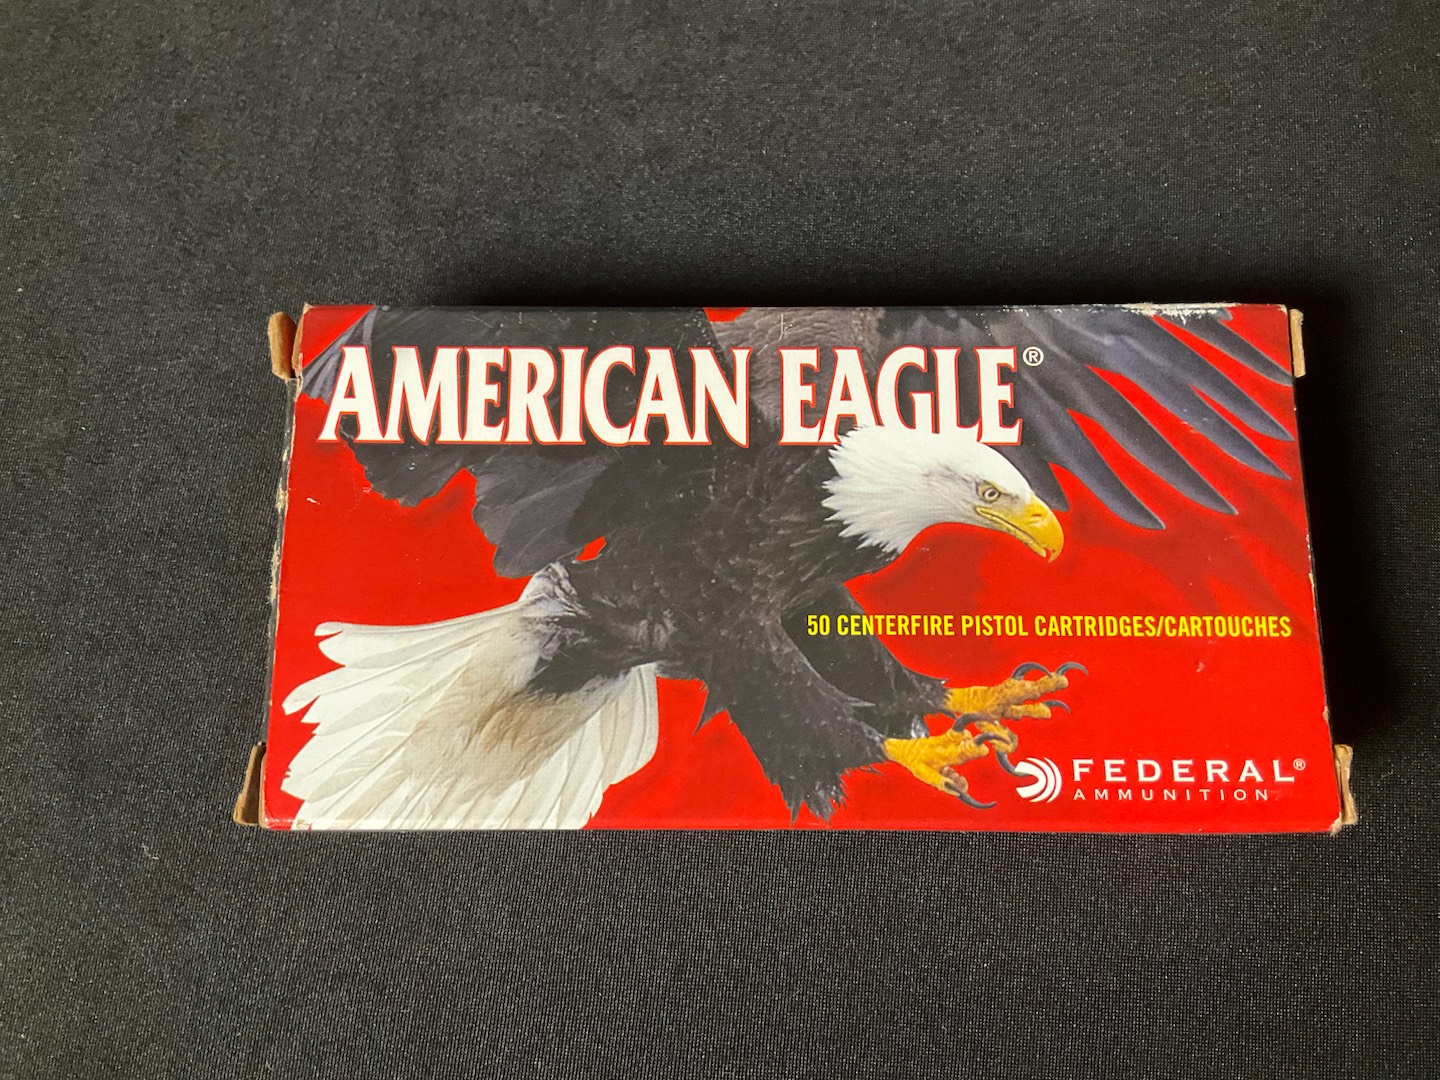 AMERICAN EAGLE®
50 CENTERFIRE PISTOL CARTRIDGES/CARTOUCHES
FEDERAL®
AMMUNITION